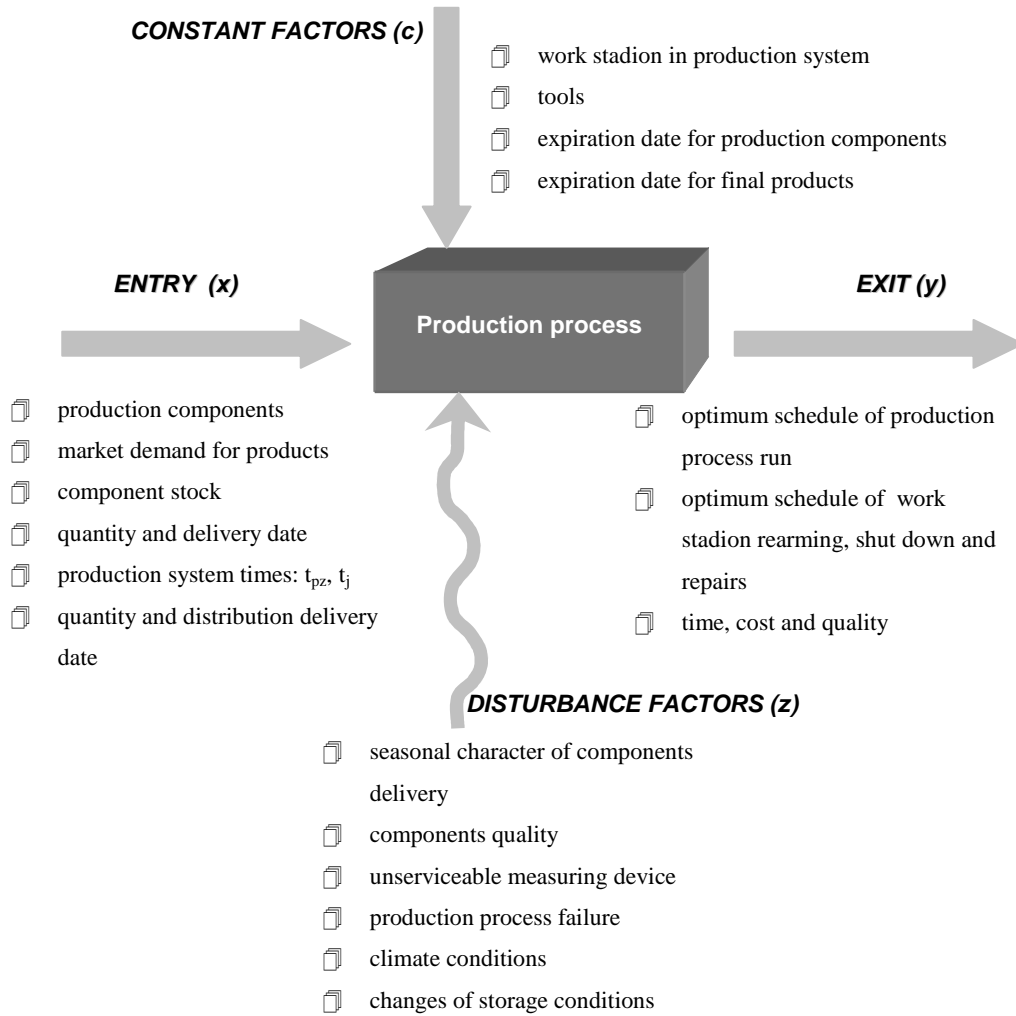 CONSTANT FACTORS (c)
work stadion in production system
tools
expiration date for production components
expiration date for final products
ENTRY (x)
EXIT (y)
Production process
production components
market demand for products
component stock
quantity and delivery date
production system times: t_pz, t_j
quantity and distribution delivery
date
optimum schedule of production
process run
optimum schedule of work
stadion rearming, shut down and
repairs
time, cost and quality
DISTURBANCE FACTORS (z)
seasonal character of components
delivery
components quality
unserviceable measuring device
production process failure
climate conditions
changes of storage conditions